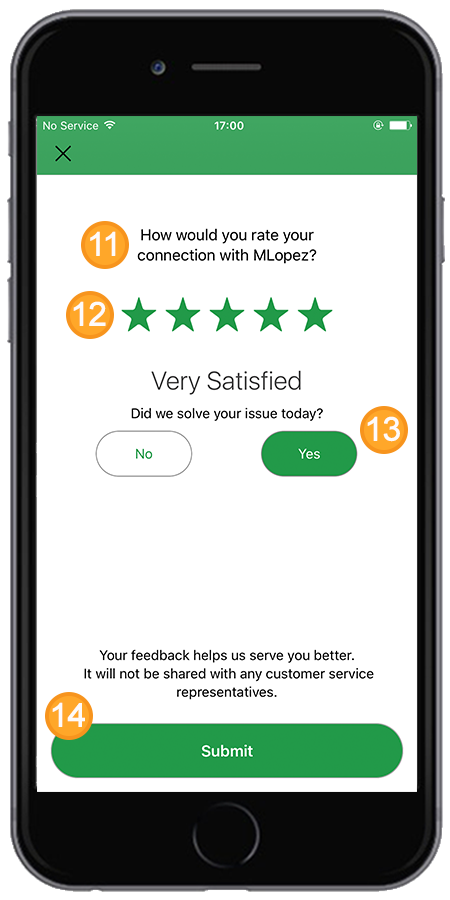 No Service 17:00
11 How would you rate your
connection with MLopez?
12
Very Satisfied
Did we solve your issue today?
13
No Yes
Your feedback helps us serve you better.
It will not be shared with any customer service
representatives.
14
Submit